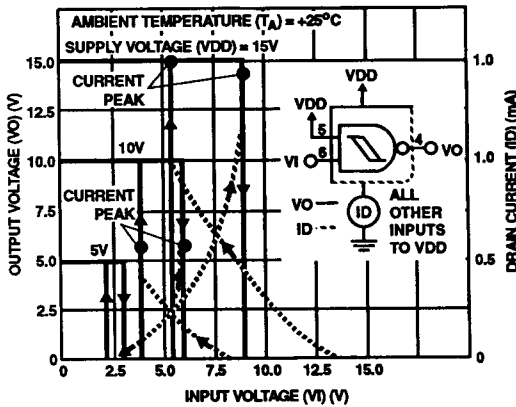 AMBIENT TEMPERATURE (TA) = +25°C
SUPPLY VOLTAGE (VDD) = 15V
CURRENT
PEAK
10V
CURRENT
PEAK
5V
OUTPUT VOLTAGE (VO) (V)
15.0
12.5
10.0
7.5
5.0
2.5
0
VDD
VDD
5
VI
6
4
VO
VO
ID
ID
ALL
OTHER
INPUTS
TO VDD
1.0
1.0
0.5
0
DRAIN CURRENT (ID) (mA)
0
2.5
5.0
7.5
10.0
15.0
INPUT VOLTAGE (VI) (V)